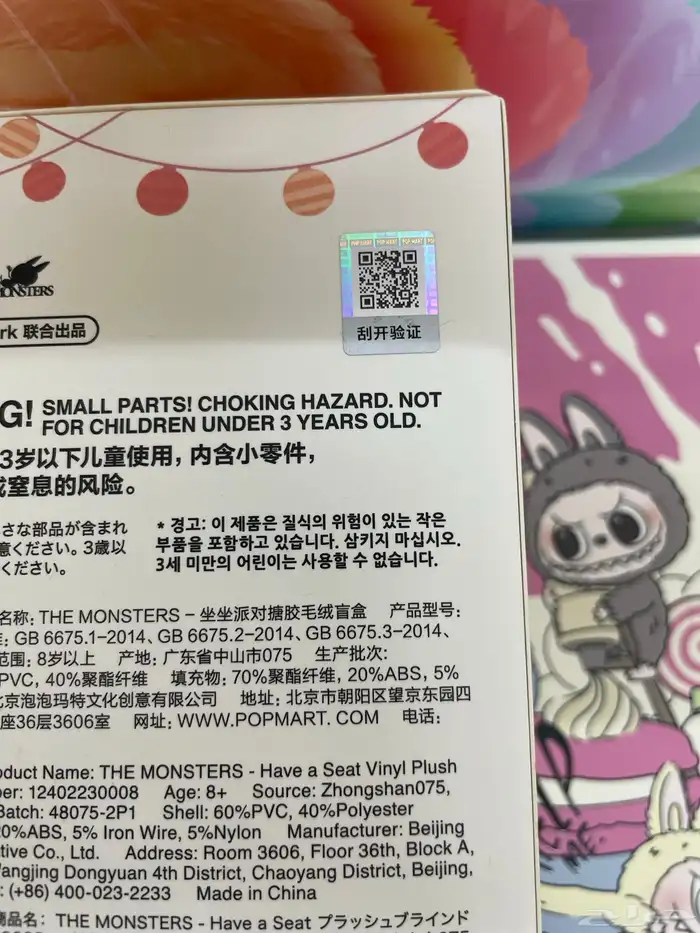 MONSTERS
POP MART POP MART POP MART
刮开验证
rk 联合出品
G! SMALL PARTS! CHOKING HAZARD. NOT
FOR CHILDREN UNDER 3 YEARS OLD.
3岁以下儿童使用，内含小零件，
窒息的风险。
さな部品が含まれ
意ください。3歳以
ください。
* 경고: 이 제품은 질식의 위험이 있는 작은
부품을 포함하고 있습니다. 삼키지 마십시오.
3세 미만의 어린이는 사용할 수 없습니다.
名称: THE MONSTERS – 坐坐派对搪胶毛绒盲盒 产品型号:
: GB 6675.1–2014、GB 6675.2–2014、GB 6675.3–2014、
范围: 8岁以上 产地: 广东省中山市075 生产批次:
PVC, 40%聚酯纤维 填充物: 70%聚酯纤维, 20%ABS, 5%
北京泡泡玛特文化创意有限公司 地址: 北京市朝阳区望京东园四
座36层3606室 网址: WWW.POPMART. COM 电话:
oduct Name: THE MONSTERS - Have a Seat Vinyl Plush
ber: 12402230008 Age: 8+ Source: Zhongshan075,
Batch: 48075-2P1 Shell: 60%PVC, 40%Polyester
20%ABS, 5% Iron Wire, 5%Nylon Manufacturer: Beijing
tive Co., Ltd. Address: Room 3606, Floor 36th, Block A,
angjing Dongyuan 4th District, Chaoyang District, Beijing,
: (+86) 400-023-2233 Made in China
商品名: THE MONSTERS - Have a Seat プラッシュブラインド